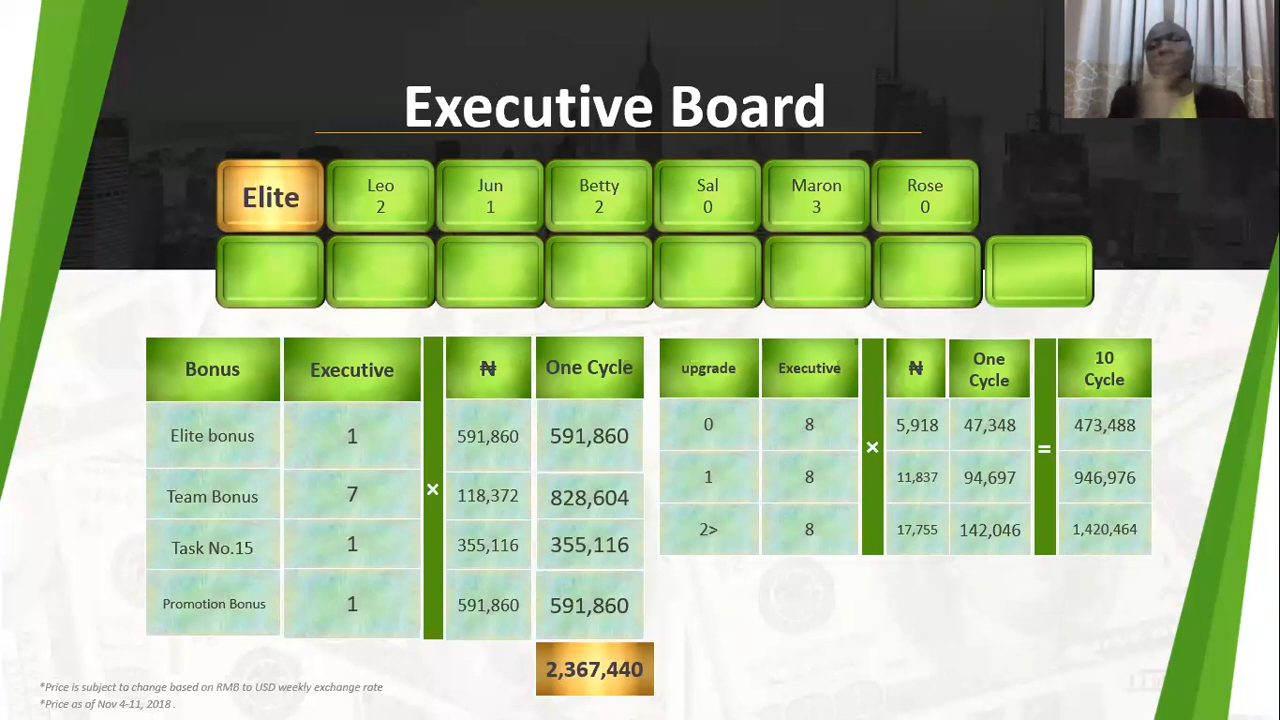 Executive Board
Elite
Leo
2
Jun
1
Betty
2
Sal
0
Maron
3
Rose
0
Bonus Executive ₦ One Cycle
Elite bonus 1 591,860 591,860
Team Bonus 7 × 118,372 828,604
Task No.15 1 355,116 355,116
Promotion Bonus 1 591,860 591,860
2,367,440
upgrade Executive ₦ One
Cycle
10
Cycle
0 8 5,918 47,348 473,488
×
=
1 8 11,837 94,697 946,976
2> 8 17,755 142,046 1,420,464
*Price is subject to change based on RMB to USD weekly exchange rate
*Price as of Nov 4-11, 2018 .